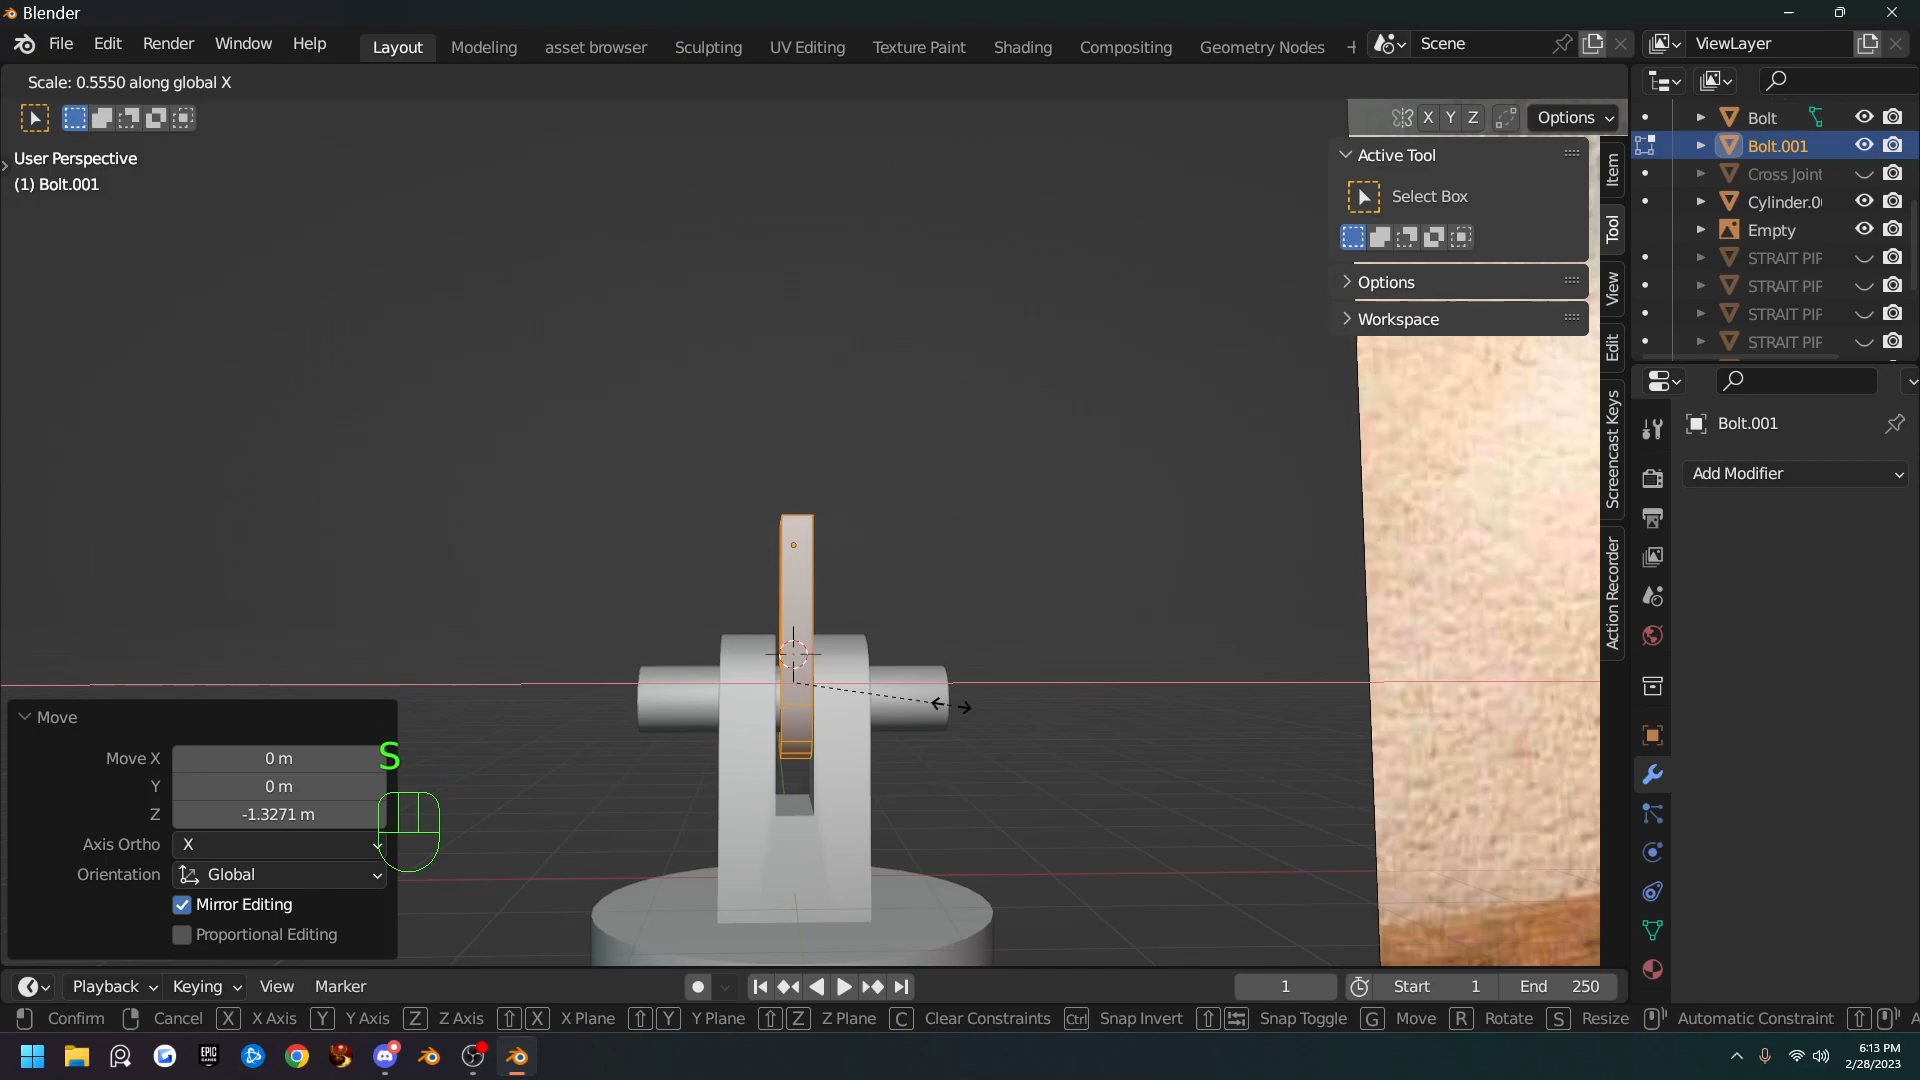 Blender
File Edit Render Window Help
Layout Modeling asset browser Sculpting UV Editing Texture Paint Shading Compositing Geometry Nodes
Scene
ViewLayer
Scale: 0.5550 along global X
X Y Z Options
User Perspective
(1) Bolt.001
Active Tool
Select Box
Options
Workspace
Item
Tool
View
Edit
Screencast Keys
Action Recorder
Bolt
Bolt.001
Cross Joint
Cylinder.0
Empty
STRAIT PIF
STRAIT PIF
STRAIT PIF
STRAIT PIF
Bolt.001
Add Modifier
Move
Move X 0 m
Y 0 m
Z -1.3271 m
Axis Ortho X
Orientation Global
Mirror Editing
Proportional Editing
S
Playback Keying View Marker
1 Start 1 End 250
Confirm Cancel X X Axis Y Y Axis Z Z Axis X X Plane Y Y Plane Z Z Plane C Clear Constraints Ctrl Snap Invert Snap Toggle G Move R Rotate S Resize Automatic Constraint A
EPIC GAMES
6:13 PM
2/28/2023